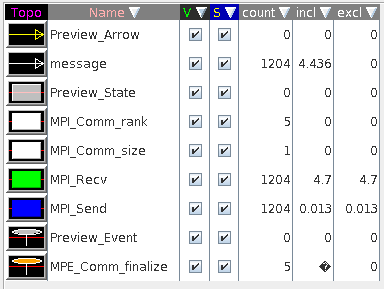 Topo Name V S count incl excl
Preview_Arrow 0 0 0
message 1204 4.436 0
Preview_State 0 0 0
MPI_Comm_rank 5 0 0
MPI_Comm_size 1 0 0
MPI_Recv 1204 4.7 4.7
MPI_Send 1204 0.013 0.013
Preview_Event 0 0 0
MPE_Comm_finalize 5 � 0